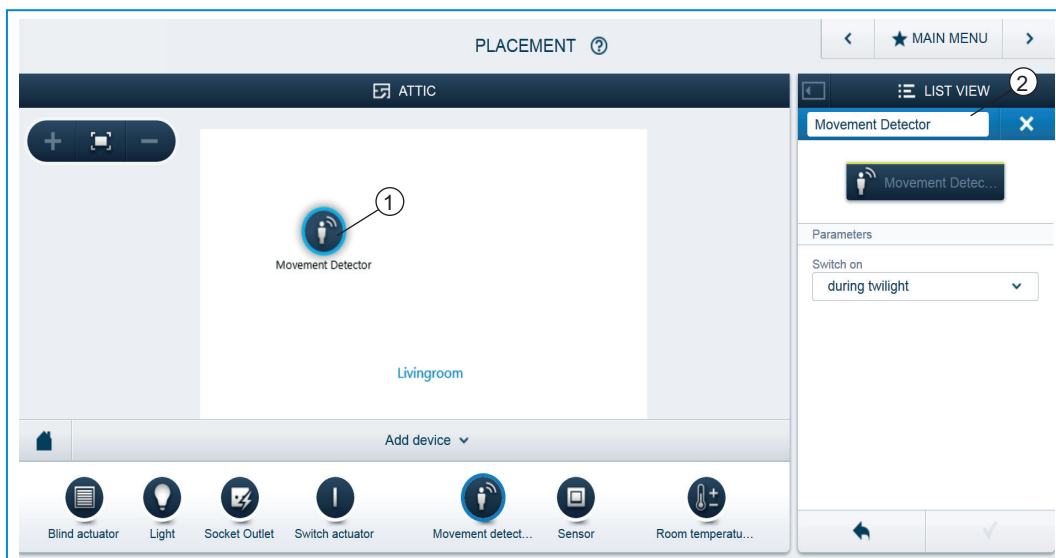 PLACEMENT ?
MAIN MENU
ATTIC
LIST VIEW
2
Movement Detector
Movement Detec...
1
Movement Detector
Parameters
Switch on
during twilight
Livingroom
Add device
Blind actuator
Light
Socket Outlet
Switch actuator
Movement detect...
Sensor
Room temperatu...